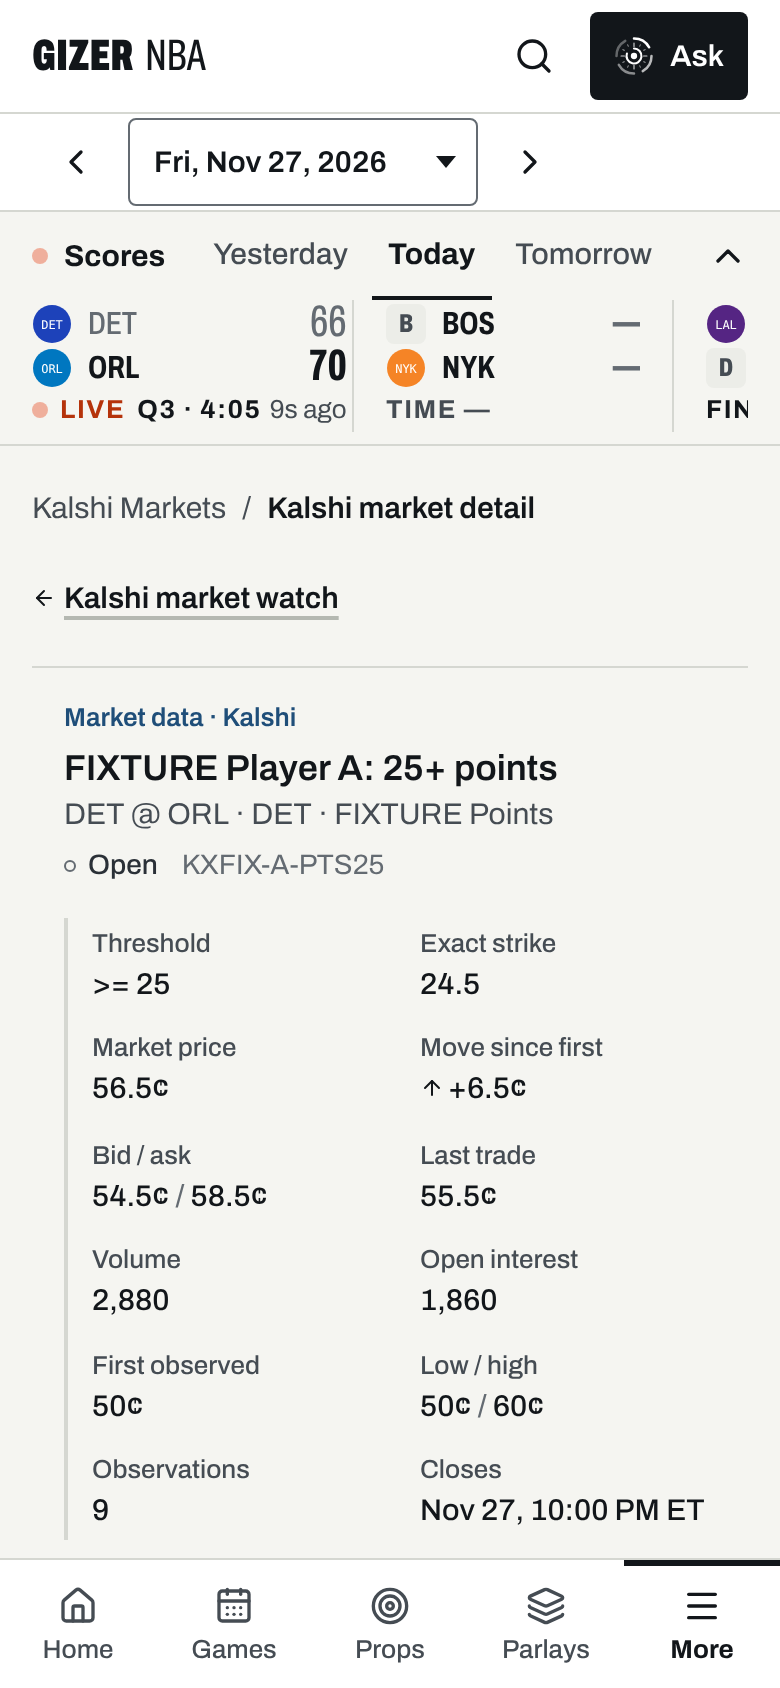 GIZER NBA
Ask
Fri, Nov 27, 2026
Scores Yesterday Today Tomorrow
DET DET 66
ORL ORL 70
LIVE Q3 · 4:05 9s ago
B BOS —
NYK NYK —
TIME —
LAL
D
FIN
Kalshi Markets / Kalshi market detail
← Kalshi market watch
Market data · Kalshi
FIXTURE Player A: 25+ points
DET @ ORL · DET · FIXTURE Points
Open KXFIX-A-PTS25
Threshold Exact strike
>= 25 24.5
Market price Move since first
56.5¢ ↑ +6.5¢
Bid / ask Last trade
54.5¢ / 58.5¢ 55.5¢
Volume Open interest
2,880 1,860
First observed Low / high
50¢ 50¢ / 60¢
Observations Closes
9 Nov 27, 10:00 PM ET
Home Games Props Parlays More